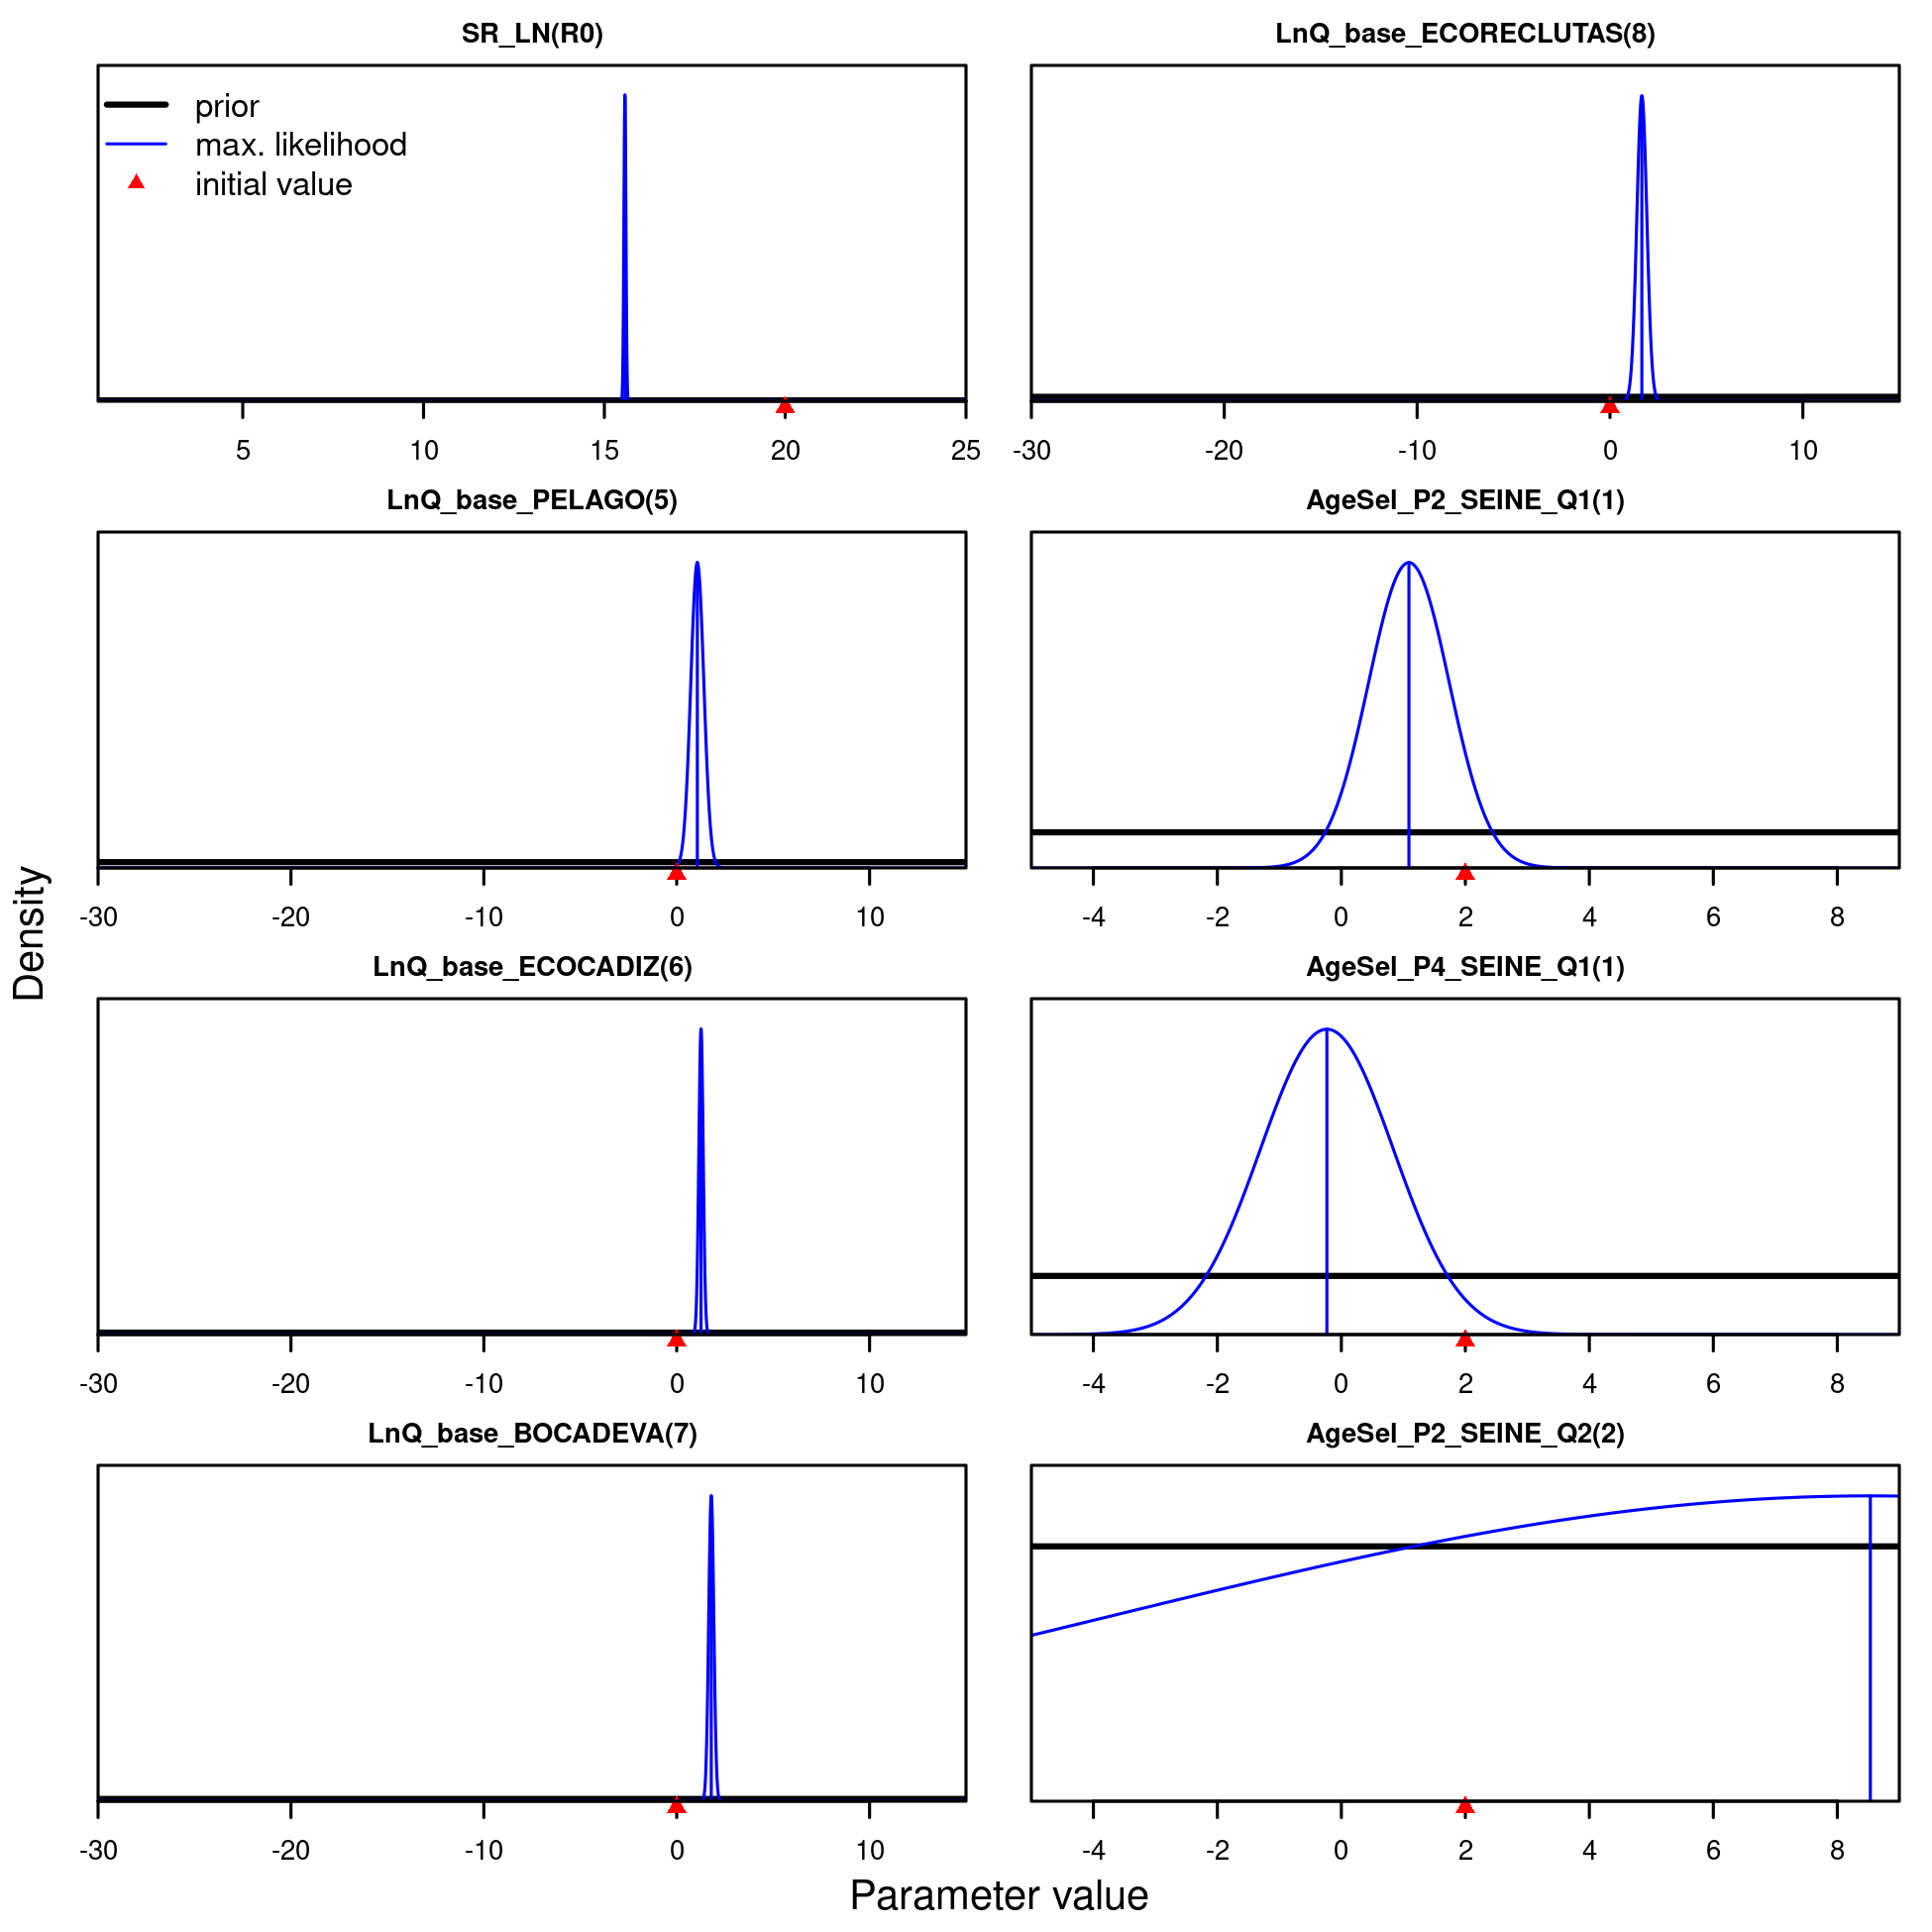 SR_LN(R0)
prior
max. likelihood
initial value
5 10 15 20 25
LnQ_base_ECORECLUTAS(8)
-30 -20 -10 0 10
LnQ_base_PELAGO(5)
-30 -20 -10 0 10
AgeSel_P2_SEINE_Q1(1)
-4 -2 0 2 4 6 8
Density
LnQ_base_ECOCADIZ(6)
-30 -20 -10 0 10
AgeSel_P4_SEINE_Q1(1)
-4 -2 0 2 4 6 8
LnQ_base_BOCADEVA(7)
-30 -20 -10 0 10
AgeSel_P2_SEINE_Q2(2)
-4 -2 0 2 4 6 8
Parameter value